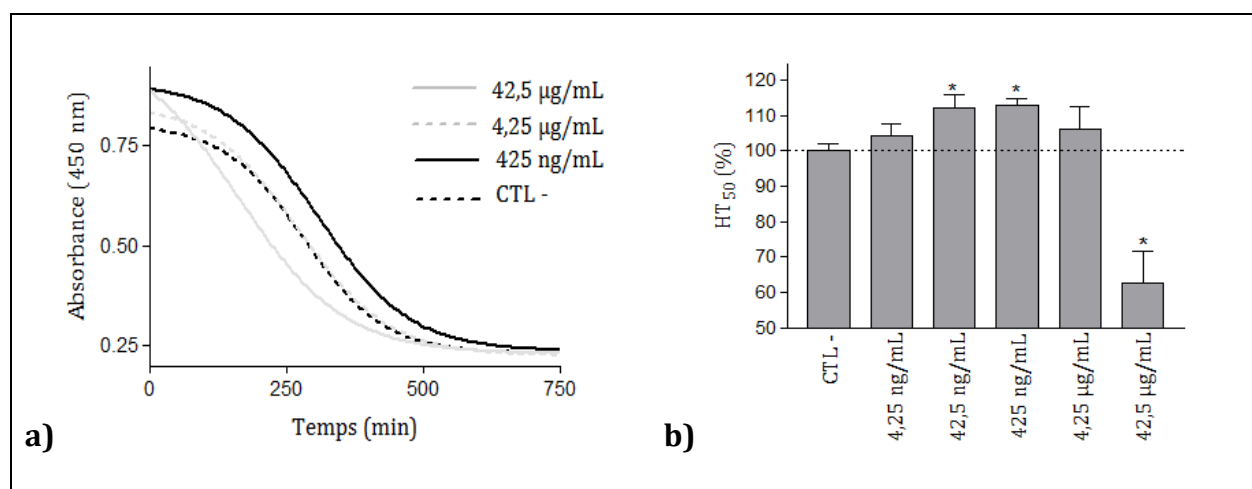 42,5 µg/mL
4,25 µg/mL
425 ng/mL
CTL -
Absorbance (450 nm)
0.75
0.50
0.25
0
250
500
750
Temps (min)
a)
HT50 (%)
120
110
100
90
80
70
60
50
*
*
*
CTL -
4,25 ng/mL
42,5 ng/mL
425 ng/mL
4,25 µg/mL
42,5 µg/mL
b)